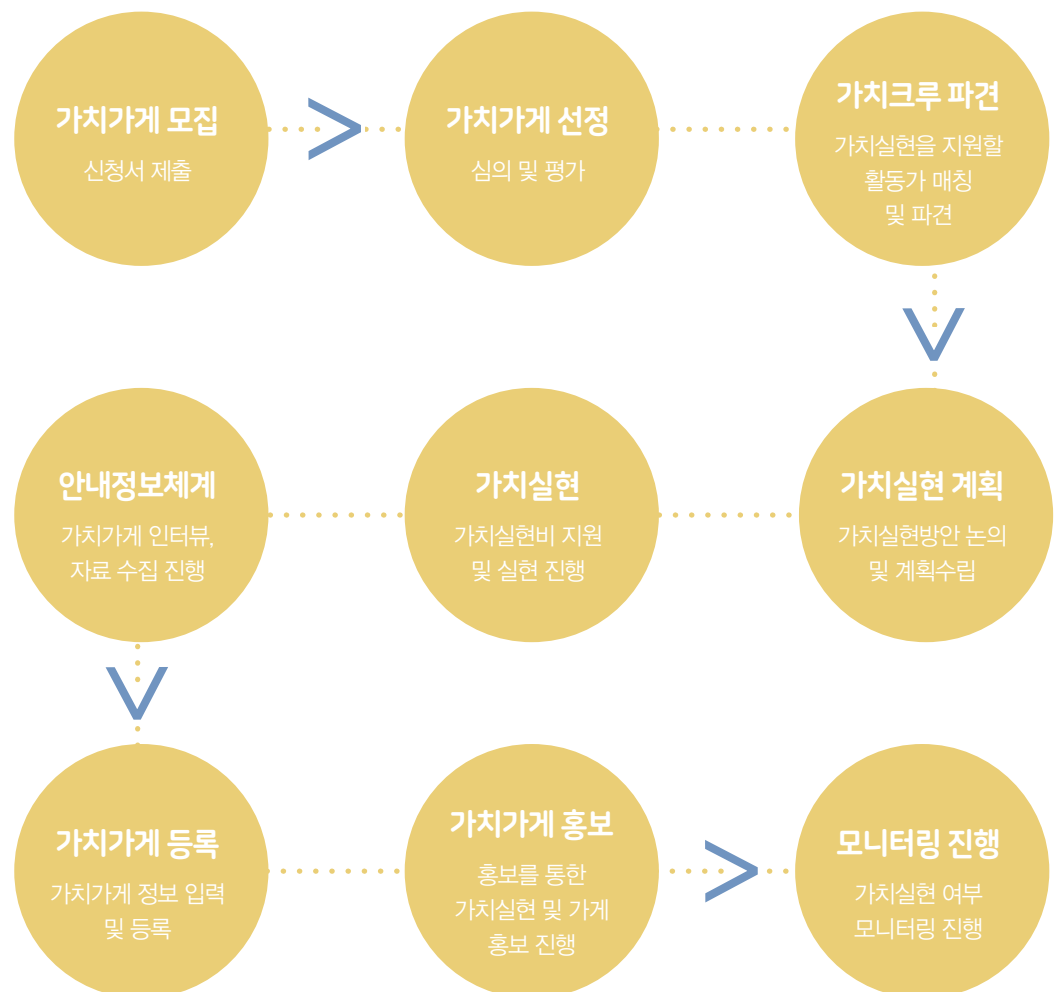 가치가게 모집
신청서 제출
가치가게 선정
심의 및 평가
가치크루 파견
가치실현을 지원할
활동가 매칭
및 파견
가치실현 계획
가치실현방안 논의
및 계획수립
가치실현
가치실현비 지원
및 실현 진행
안내정보체계
가치가게 인터뷰,
자료 수집 진행
가치가게 등록
가치가게 정보 입력
및 등록
가치가게 홍보
홍보를 통한
가치실현 및 가게
홍보 진행
모니터링 진행
가치실현 여부
모니터링 진행